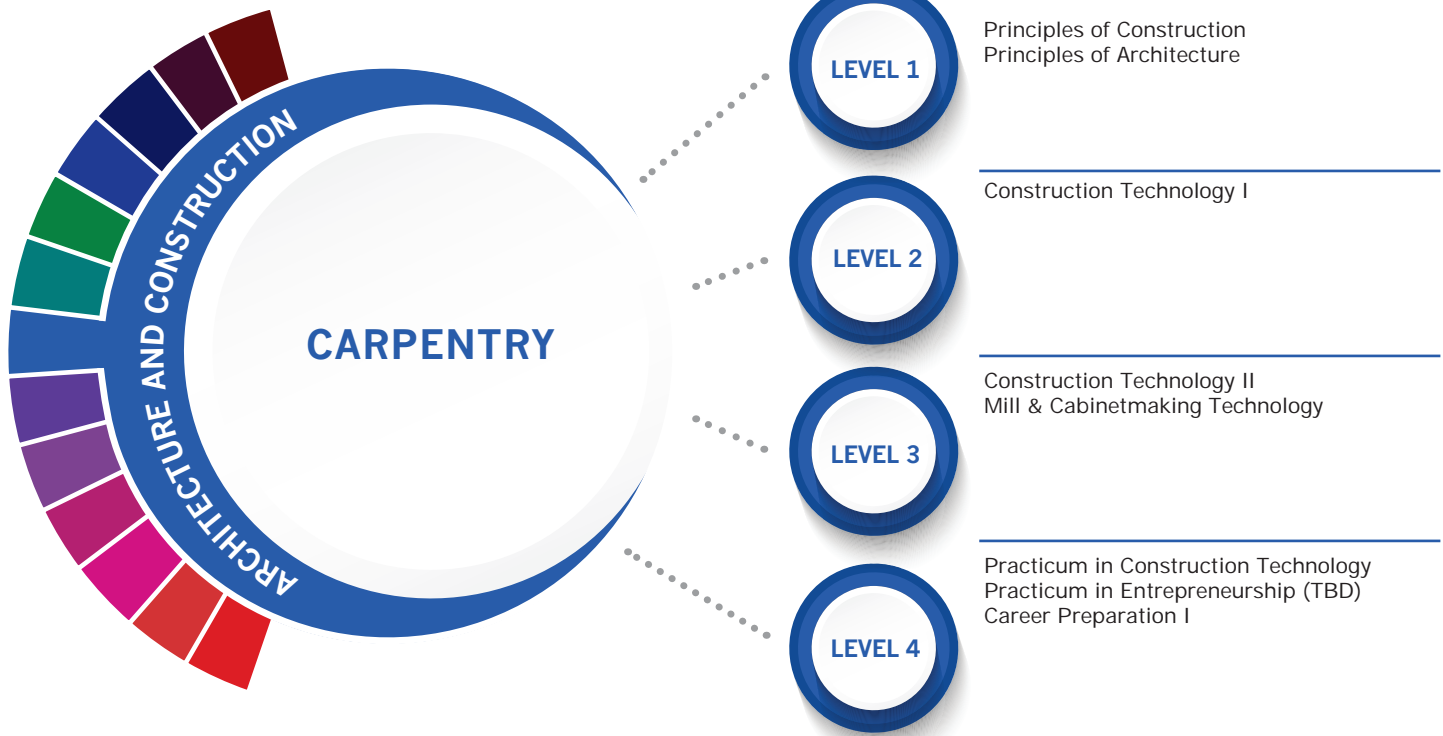 ARCHITECTURE AND CONSTRUCTION
CARPENTRY
LEVEL 1
Principles of Construction
Principles of Architecture
LEVEL 2
Construction Technology I
LEVEL 3
Construction Technology II
Mill & Cabinetmaking Technology
LEVEL 4
Practicum in Construction Technology
Practicum in Entrepreneurship (TBD)
Career Preparation I